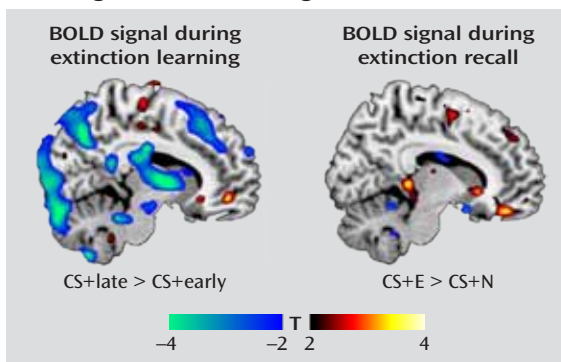 BOLD signal during
extinction learning
BOLD signal during
extinction recall
CS+late > CS+early
CS+E > CS+N
T
–4 –2 2 4